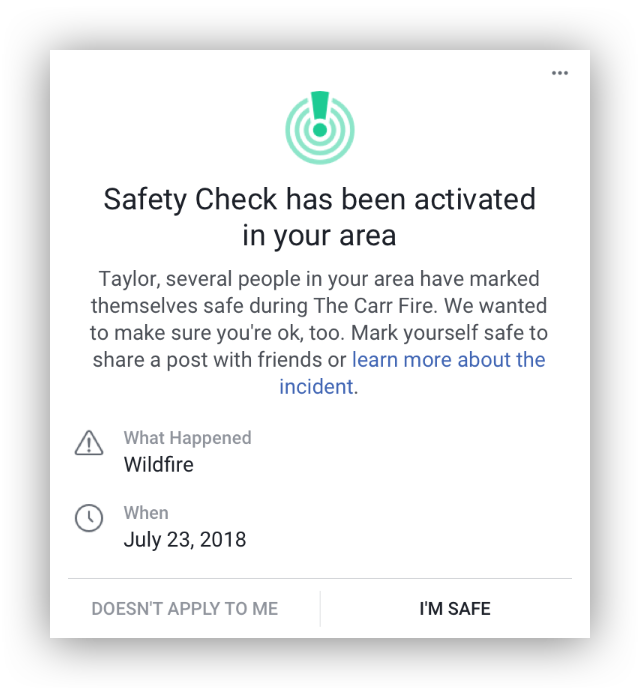 Safety Check has been activated
in your area
Taylor, several people in your area have marked
themselves safe during The Carr Fire. We wanted
to make sure you're ok, too. Mark yourself safe to
share a post with friends or learn more about the
incident.
What Happened
Wildfire
When
July 23, 2018
DOESN'T APPLY TO ME
I'M SAFE